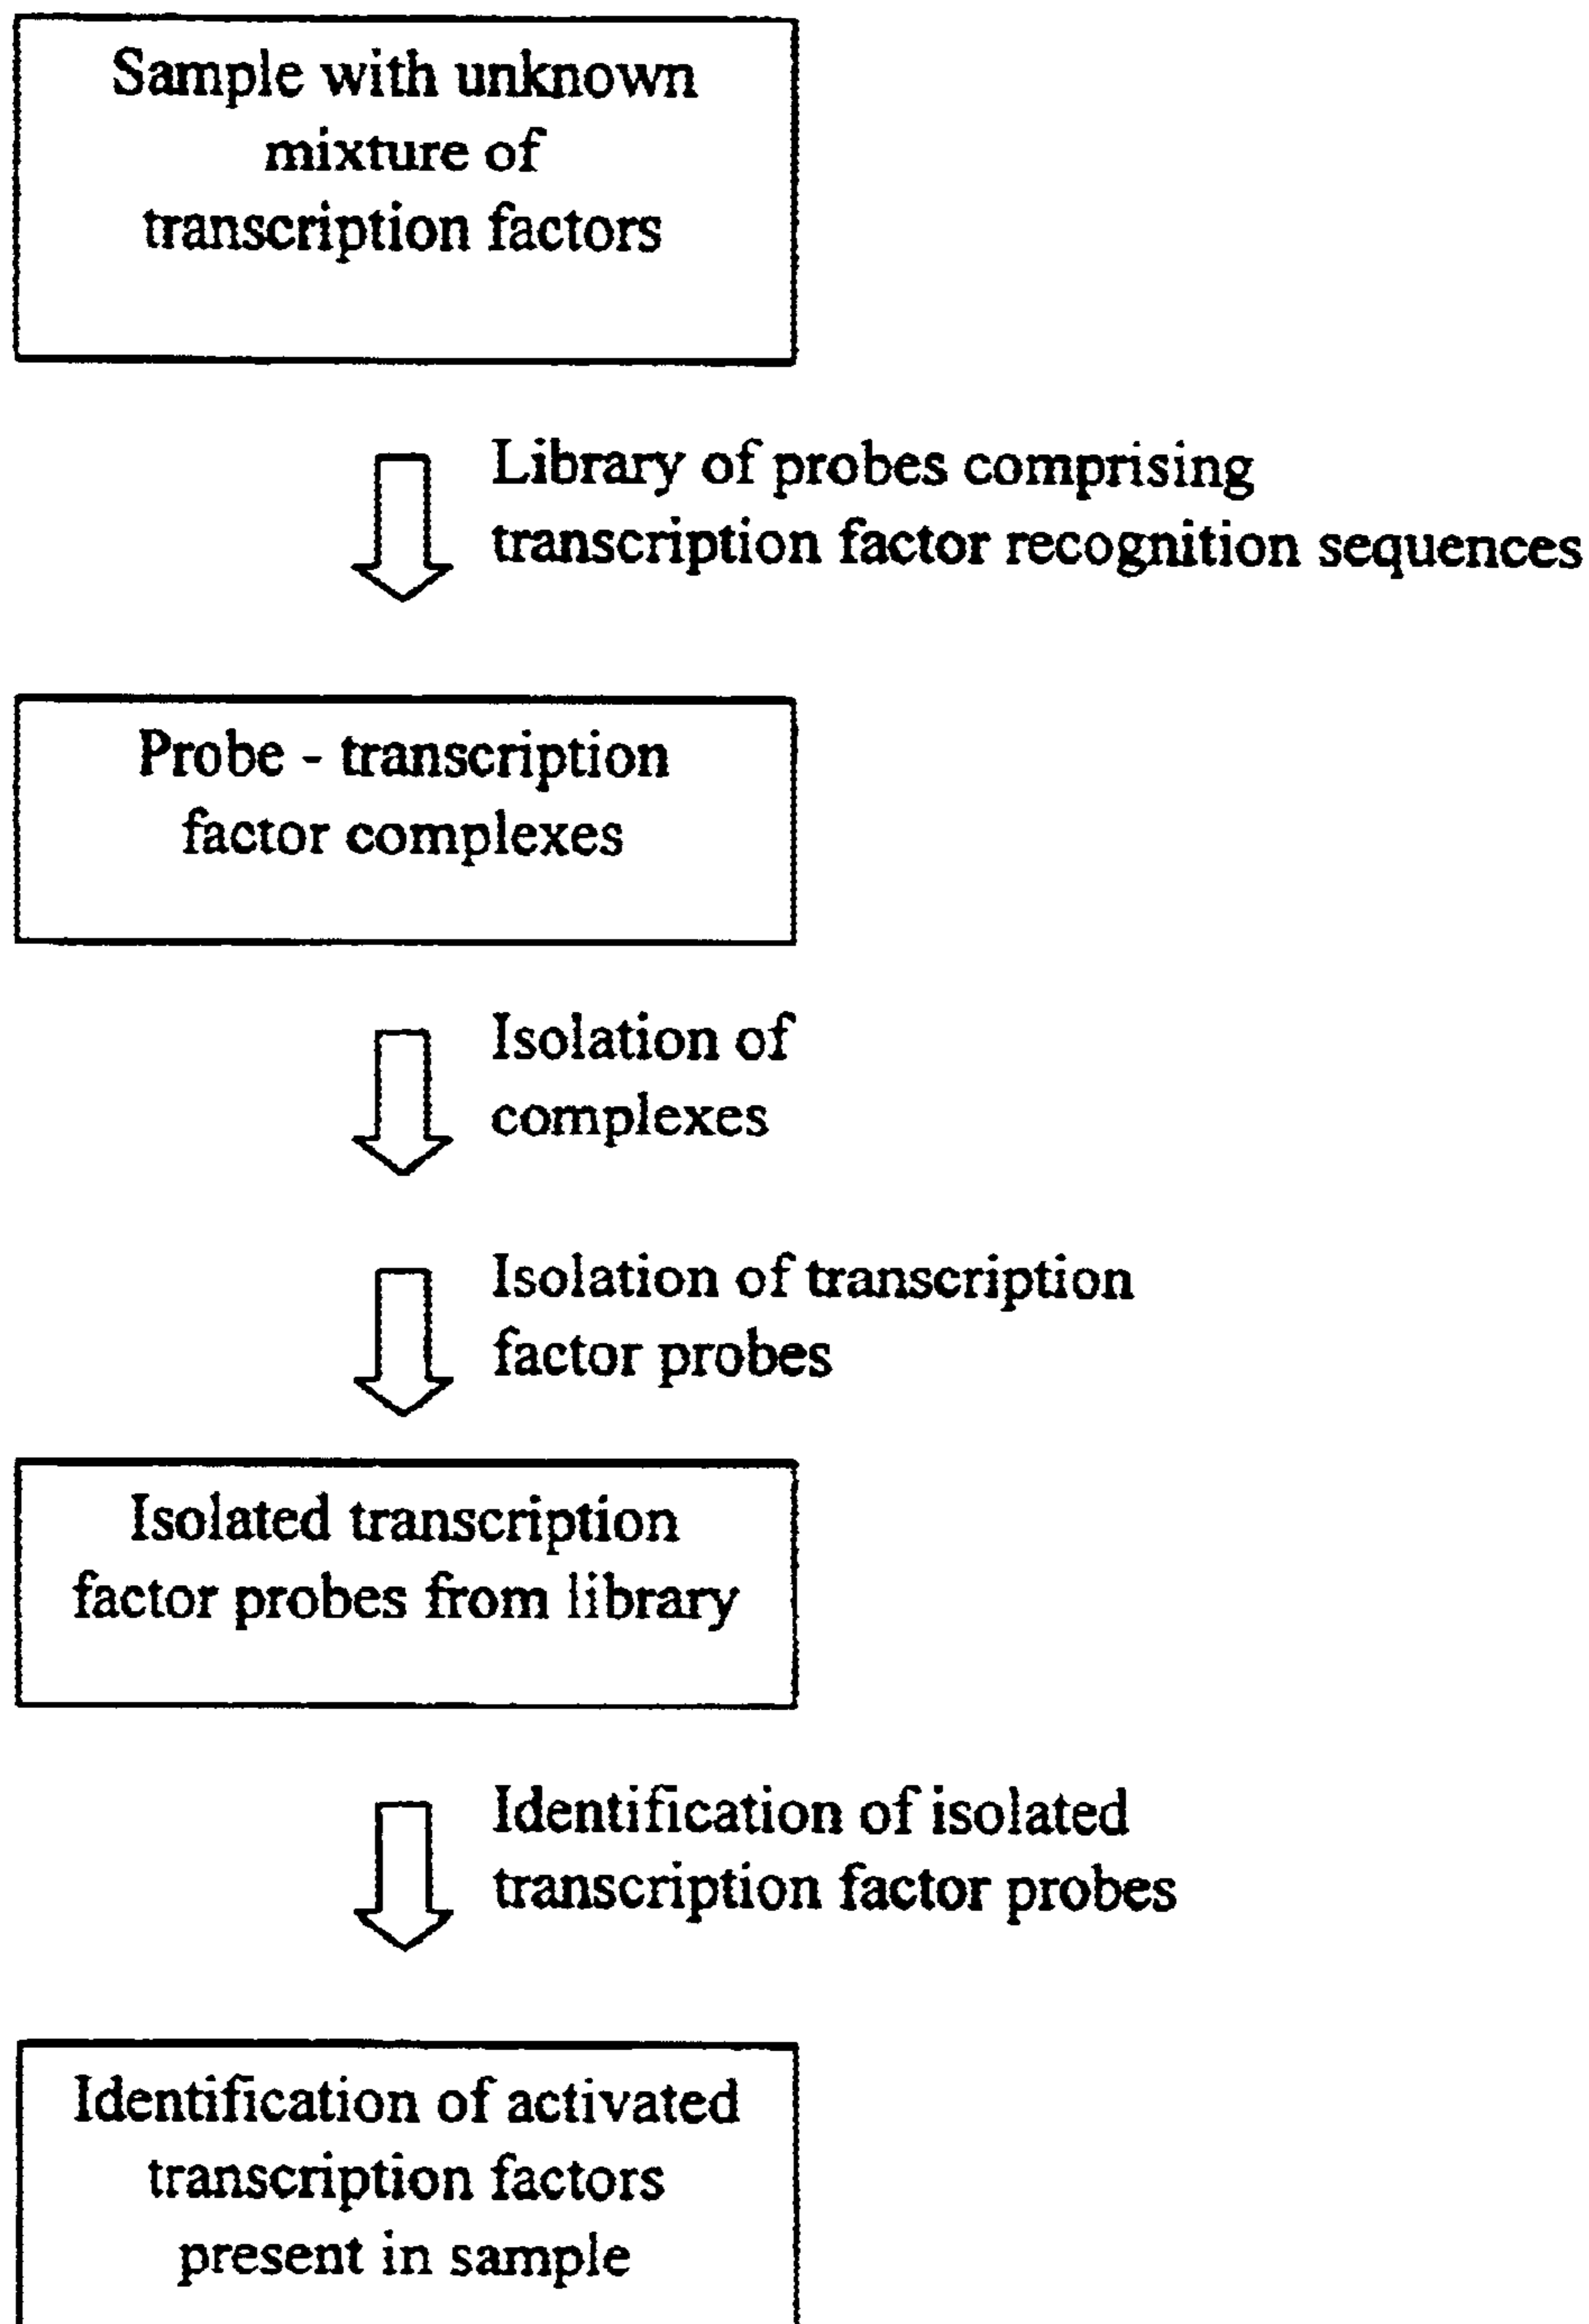 Sample with unknown
mixture of
transcription factors
Library of probes comprising
transcription factor recognition sequences
Probe - transcription
factor complexes
Isolation of
complexes
Isolation of transcription
factor probes
Isolated transcription
factor probes from library
Identification of isolated
transcription factor probes
Identification of activated
transcription factors
present in sample